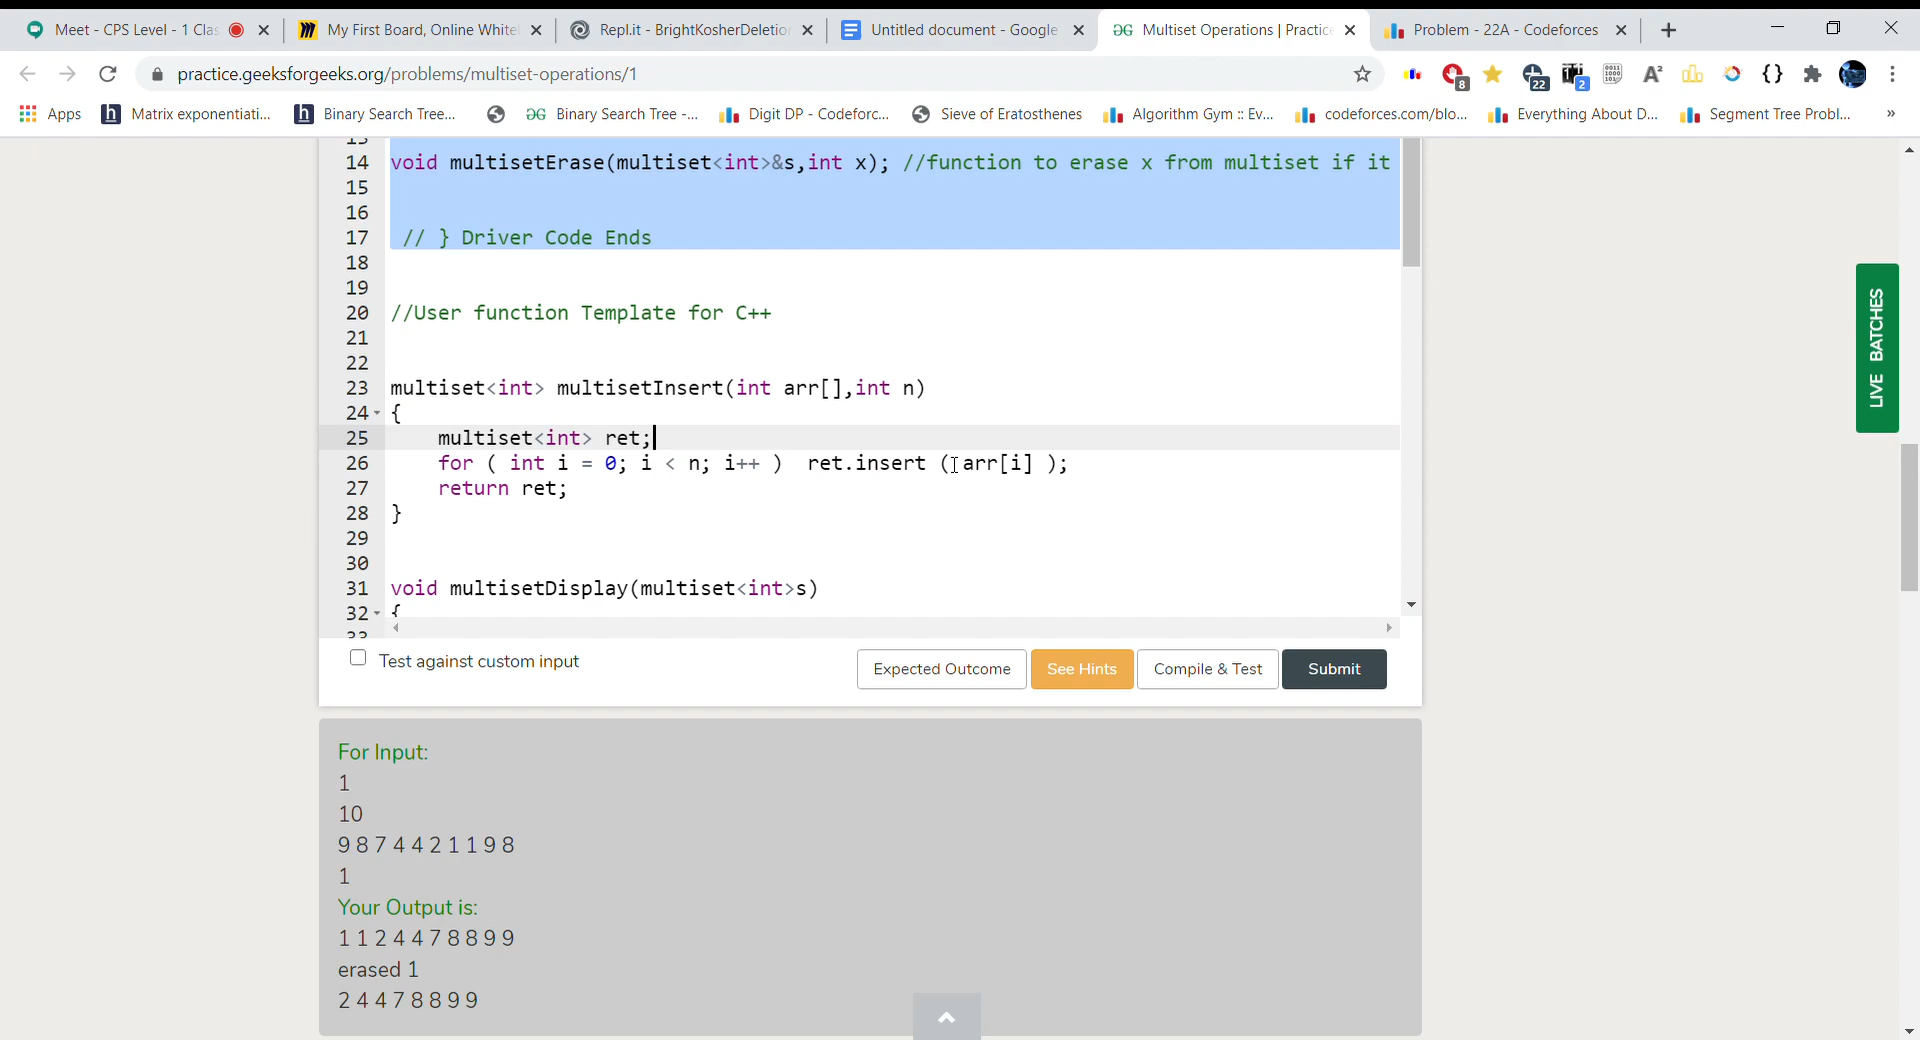 Meet - CPS Level - 1 Clas
My First Board, Online White
Repl.it - BrightKosherDeletion
Untitled document - Google
Multiset Operations | Practice
Problem - 22A - Codeforces
practice.geeksforgeeks.org/problems/multiset-operations/1
8
22
2
Apps
Matrix exponentiati...
Binary Search Tree...
Binary Search Tree -...
Digit DP - Codeforc...
Sieve of Eratosthenes
Algorithm Gym :: Ev...
codeforces.com/blo...
Everything About D...
Segment Tree Probl...
»
13
14 void multisetErase(multiset<int>&s,int x); //function to erase x from multiset if it
15
16
17 // } Driver Code Ends
18
19
20 //User function Template for C++
21
22
23 multiset<int> multisetInsert(int arr[],int n)
24 {
25 multiset<int> ret;
26 for ( int i = 0; i < n; i++ ) ret.insert ( arr[i] );
27 return ret;
28 }
29
30
31 void multisetDisplay(multiset<int>s)
32 {
33
Test against custom input
Expected Outcome
See Hints
Compile & Test
Submit
LIVE BATCHES
For Input:
1
10
9 8 7 4 4 2 1 1 9 8
1
Your Output is:
1 1 2 4 4 7 8 8 9 9
erased 1
2 4 4 7 8 8 9 9